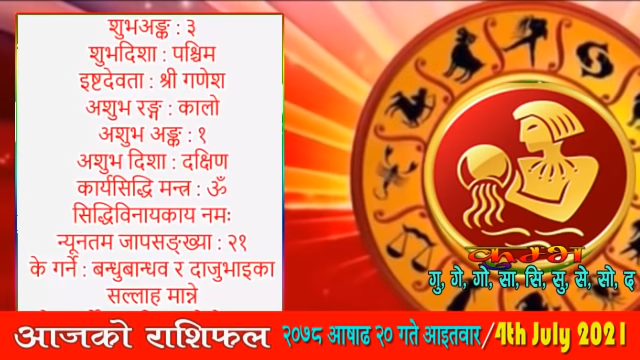 शुभअङ्क : ३
शुभदिशा : पश्चिम
इष्टदेवता : श्री गणेश
अशुभ रङ्ग : कालो
अशुभ अङ्क : १
अशुभ दिशा : दक्षिण
कार्यसिद्धि मन्त्र : ॐ
सिद्धिविनायकाय नमः
न्यूनतम जापसङ्ख्या : २१
के गर्ने : बन्धुबान्धव र दाजुभाइका
सल्लाह मान्ने
कुम्भ
गु, गे, गो, सा, सि, सु, से, सो, द्
आजको राशिफल २०७८ आषाढ २० गते आइतवार/4th July 2021